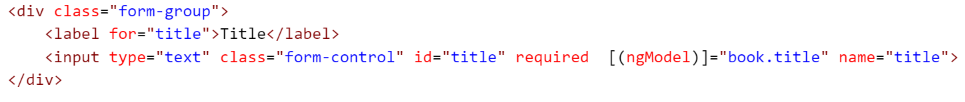 <div class="form-group">
    <label for="title">Title</label>
    <input type="text" class="form-control" id="title" required  [(ngModel)]="book.title" name="title">
</div>